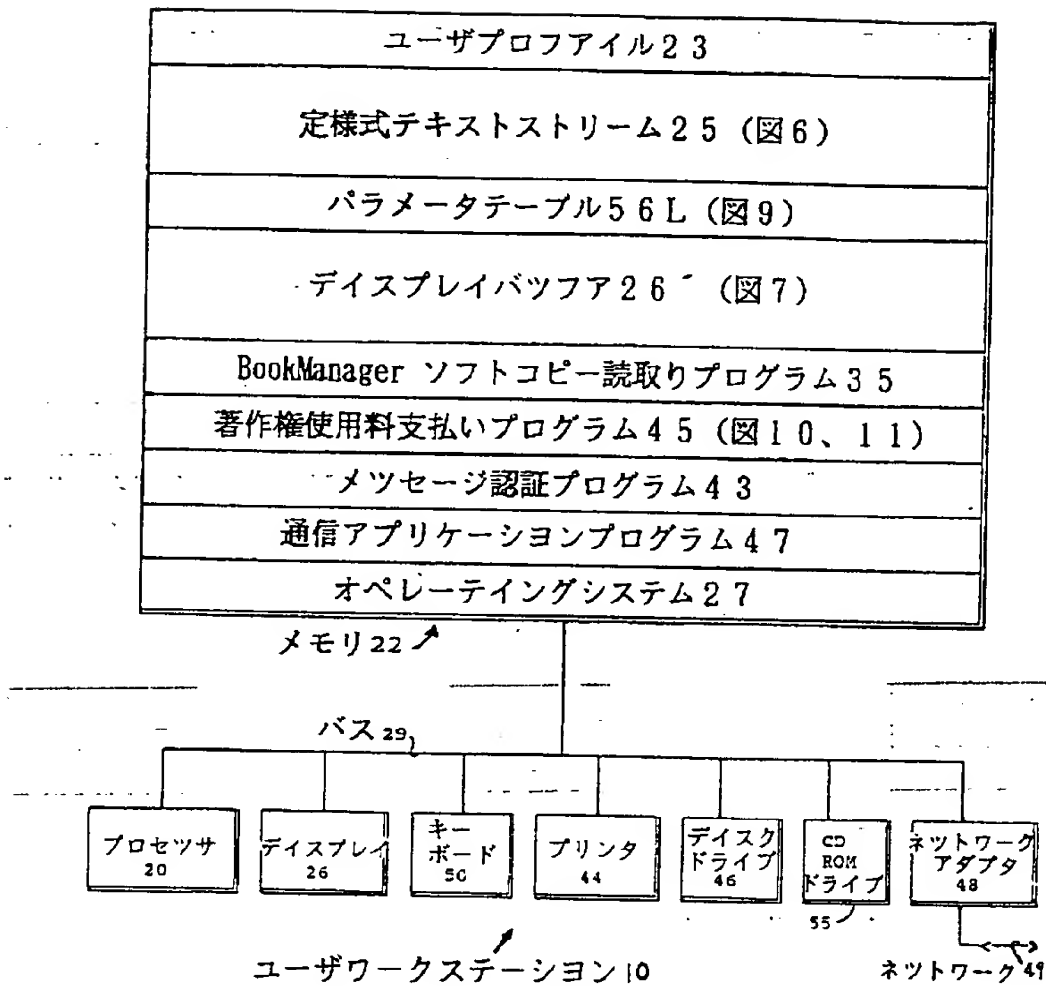 ユーザプロフアイル２３
定様式テキストストリーム２５（図６）
パラメータテーブル５６Ｌ（図９）
デイスプレイバツフア２６（図７）
BookManager ソフトコピー読取りプログラム３５
著作権使用料支払いプログラム４５（図１０、１１）
メツセージ認証プログラム４３
通信アプリケーシヨンプログラム４７
オペレーテイングシステム２７
メモリ22
バス29
プロセツサ
20
デイスプレイ
26
キー
ボード
50
プリンタ
44
デイスク
ドライブ
46
CD
ROM
ドライブ
55
ネツトワーク
アダプタ
48
ユーザワークステーシヨン10
ネツトワーク49